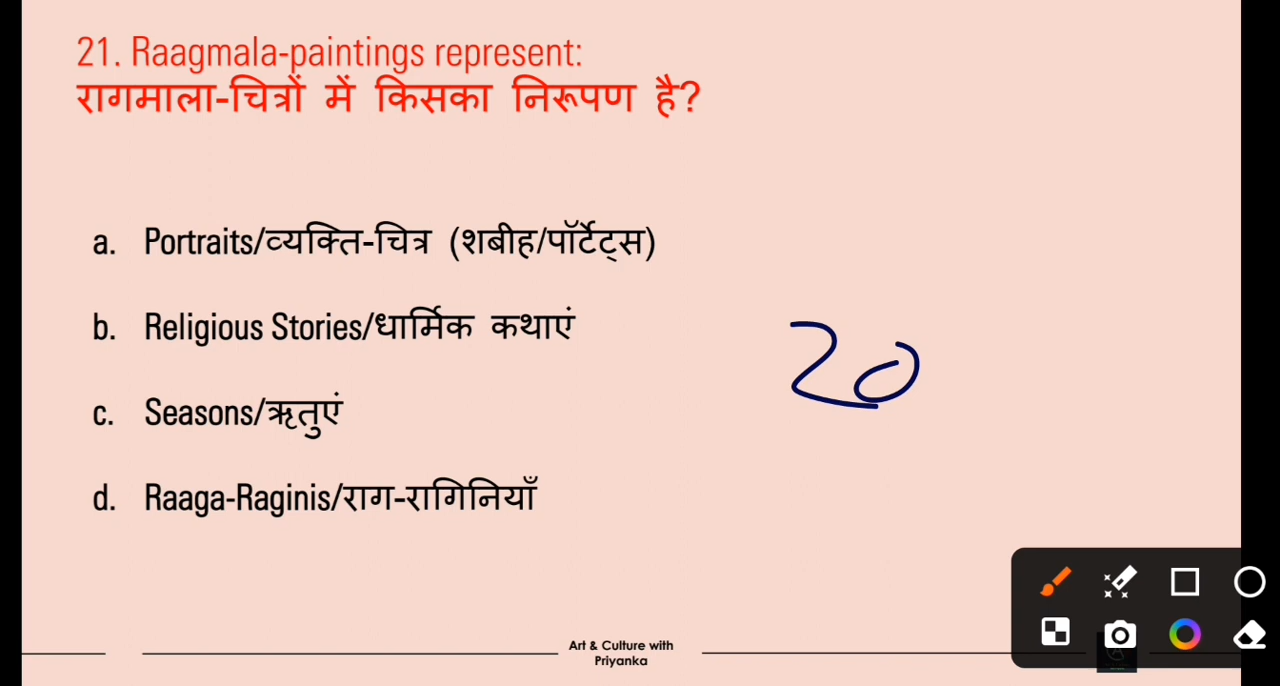 21. Raagmala-paintings represent:
रागमाला-चित्रों में किसका निरूपण है?
a. Portraits/व्यक्ति-चित्र (शबीह/पॉर्टेट्स)
b. Religious Stories/धार्मिक कथाएं
20
c. Seasons/ऋतुएं
d. Raaga-Raginis/राग-रागिनियाँ
Art & Culture with
Priyanka